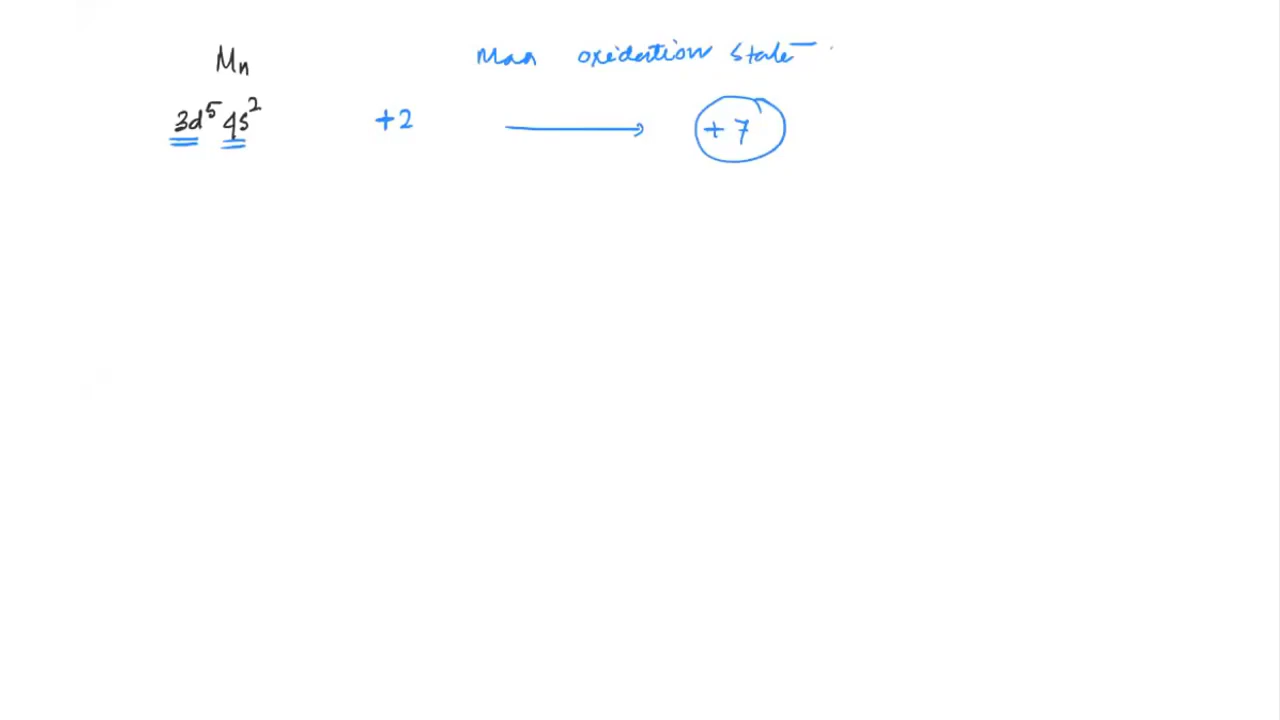 Mn Max oxidation state
3d⁵ 4s² +2 → +7